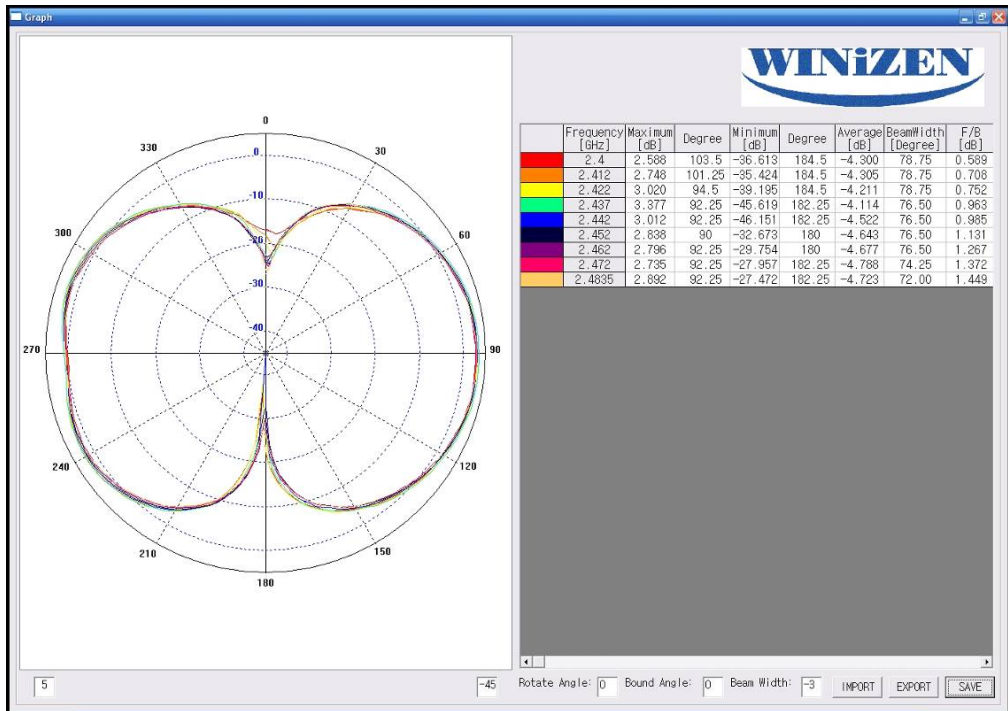 Graph
WINiZEN
0
330
30
0
-10
300
60
-20
-30
-40
270
90
240
120
210
150
180
Frequency [GHz] Maximum [dB] Degree Minimum [dB] Degree Average [dB] BeamWidth [Degree] F/B [dB]
2.4 2.588 103.5 -36.613 184.5 -4.300 78.75 0.589
2.412 2.748 101.25 -35.424 184.5 -4.305 78.75 0.708
2.422 3.020 94.5 -39.195 184.5 -4.211 78.75 0.752
2.437 3.377 92.25 -45.619 182.25 -4.114 76.50 0.963
2.442 3.012 92.25 -46.151 182.25 -4.522 76.50 0.985
2.452 2.838 90 -32.673 180 -4.643 76.50 1.131
2.462 2.796 92.25 -29.754 180 -4.677 76.50 1.267
2.472 2.735 92.25 -27.957 182.25 -4.788 74.25 1.372
2.4835 2.892 92.25 -27.472 182.25 -4.723 72.00 1.449
5
-45
Rotate Angle: 0 Bound Angle: 0 Beam Width: -3 IMPORT EXPORT SAVE